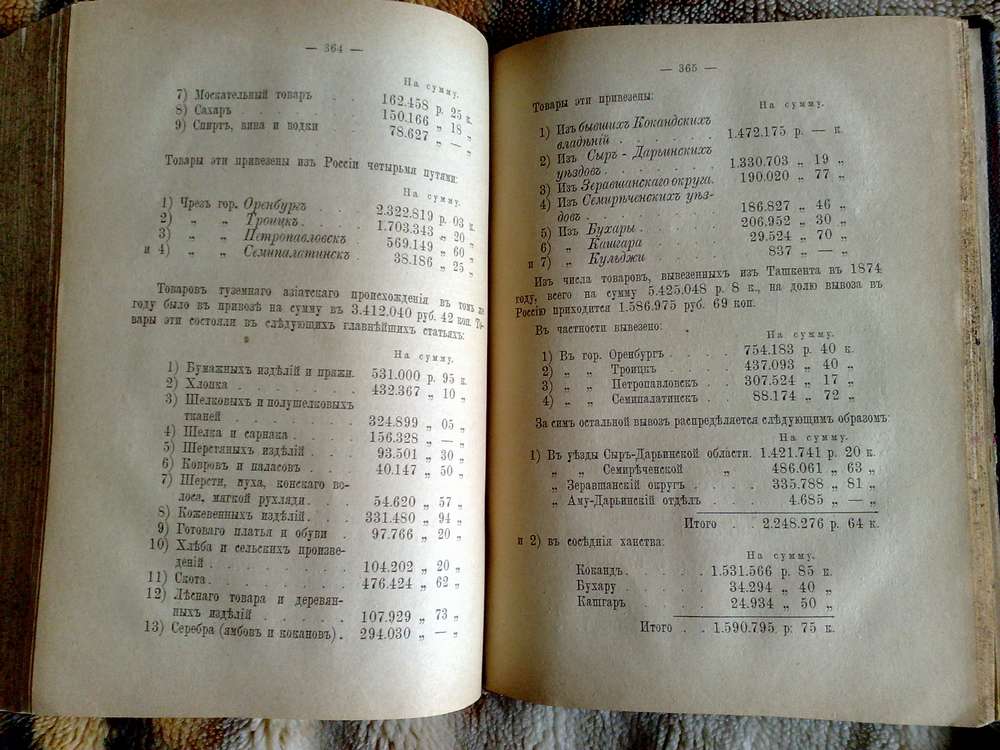 — 364 —
На сумму.
7) Москательный товаръ . . 162.458 р. 25 к.
8) Сахаръ . . . . 150.166 „ 18 „
9) Спиртъ, вина и водки . . 78.627 „ — „
Товары эти привезены изъ Россіи четырьмя путями:
На сумму.
1) Чрезъ гор. Оренбургъ . . . 2.322.819 р. 03 к.
2) „ „ Троицкъ . . . 1.703.343 „ 20 „
3) „ „ Петропавловскъ . 569.149 „ 60 „
и 4) „ „ Семипалатинскъ . 38.186 „ 25 „
Товаровъ туземнаго азіатскаго происхожденія въ томъ же
году было въ привозѣ на сумму въ 3.412.040 руб. 42 коп. То-
вары эти состояли въ слѣдующихъ главнѣйшихъ статьяхъ:
На сумму.
1) Бумажныхъ издѣлій и пряжи. 531.000 р. 95 к.
2) Хлопка . . . . . . . 432.367 „ 10 „
3) Шелковыхъ и полушелковыхъ
тканей . . . . . . . 324.899 „ 05 „
4) Шелка и сарнака . . . . . 156.328 „ — „
5) Шерстяныхъ издѣлій . . . . 93.501 „ 30 „
6) Ковровъ и паласовъ . . . . 40.147 „ 50 „
7) Шерсти, пуха, конскаго во-
лоса, мягкой рухляди . . . . 54.620 „ 57 „
8) Кожевенныхъ издѣлій . . . . 331.480 „ 94 „
9) Готоваго платья и обуви . . 97.766 „ 20 „
10) Хлѣба и сельскихъ произве-
деній . . . . . . . . 104.202 „ 20 „
11) Скота . . . . . . . . 476.424 „ 62 „
12) Лѣснаго товара и деревян-
ныхъ издѣлій . . . . . 107.929 „ 73 „
13) Серебра (ямбовъ и кокановъ) . 294.030 „ — „
— 365 —
Товары эти привезены:
На сумму.
1) Изъ бывшихъ Кокандскихъ
владѣній . . . . . . 1.472.175 р. — к.
2) Изъ Сыръ-Дарьинскихъ
уѣздовъ . . . . . . 1.330.703 „ 19 „
3) Изъ Зеравшанскаго округа. 190.020 „ 77 „
4) Изъ Семирѣченскихъ уѣз-
довъ . . . . . . . 186.827 „ 46 „
5) Изъ Бухары . . . . . 206.952 „ 30 „
6) „ Кашгара . . . . 29.524 „ 70 „
и 7) „ Кульджи . . . . 837 „ — „
Изъ числа товаровъ, вывезенныхъ изъ Ташкента въ 1874
году, всего на сумму 5.425.048 р. 8 к., на долю вывоза въ
Россію приходится 1.586.975 руб. 69 коп.
Въ частности вывезено:
На сумму.
1) Въ гор. Оренбургъ . . . . 754.183 р. 40 к.
2) „ „ Троицкъ . . . . 437.093 „ 40 „
3) „ „ Петропавловскъ . . 307.524 „ 17 „
4) „ „ Семипалатинскъ . . 88.174 „ 72 „
За симъ остальной вывозъ распредѣляется слѣдующимъ образомъ:
На сумму.
1) Въ уѣзды Сыръ-Дарьинской области. 1.421.741 р. 20 к.
„ „ Семирѣченской „ 486.061 „ 63 „
„ Зеравшанскій округъ . . . . 335.788 „ 81 „
„ Аму-Дарьинскій отдѣлъ . . . . 4.685 „ — „
Итого . . 2.248.276 р. 64 к.
и 2) въ сосѣднія ханства:
На сумму.
Кокандъ . . . . . 1.531.566 р. 85 к.
Бухару . . . . . 34.294 „ 40 „
Кашгаръ . . . . 24.934 „ 50 „
Итого . . 1.590.795 р. 75 к.